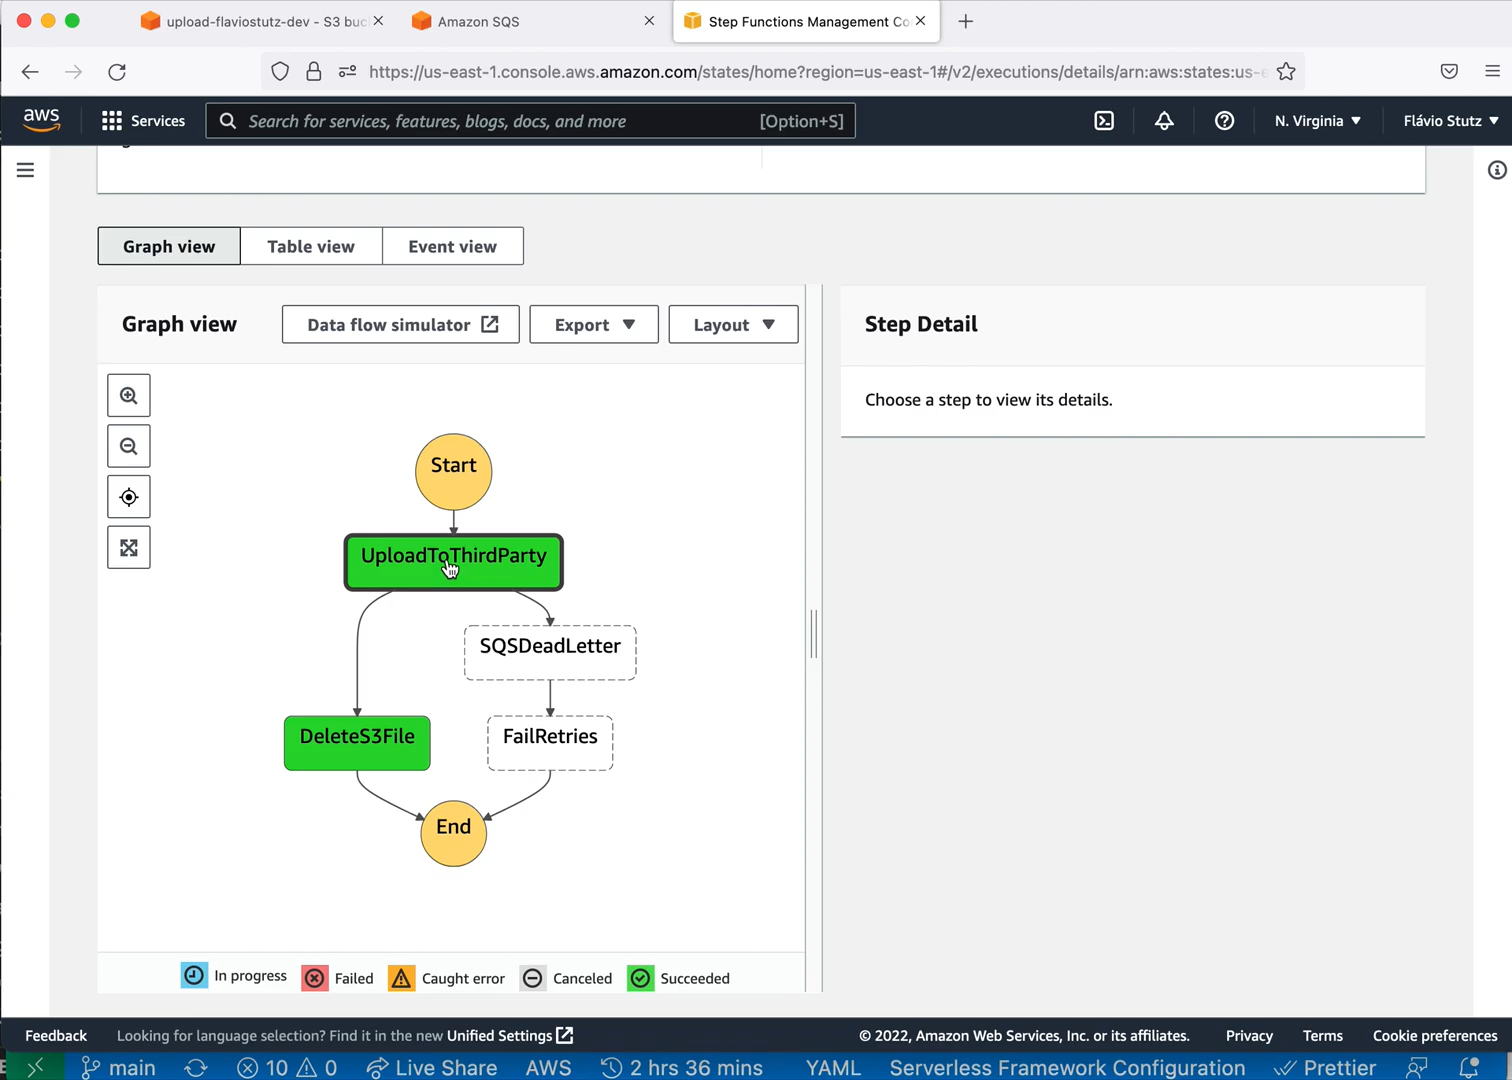 upload-flaviostutz-dev - S3 buc
Amazon SQS
Step Functions Management Co
https://us-east-1.console.aws.amazon.com/states/home?region=us-east-1#/v2/executions/details/arn:aws:states:us-e
aws
Services
Search for services, features, blogs, docs, and more
[Option+S]
N. Virginia
Flávio Stutz
Graph view
Table view
Event view
Graph view
Data flow simulator
Export
Layout
Step Detail
Choose a step to view its details.
Start
UploadToThirdParty
SQSDeadLetter
DeleteS3File
FailRetries
End
In progress
Failed
Caught error
Canceled
Succeeded
Feedback
Looking for language selection? Find it in the new Unified Settings
© 2022, Amazon Web Services, Inc. or its affiliates.
Privacy
Terms
Cookie preferences
main
10
0
Live Share
AWS
2 hrs 36 mins
YAML
Serverless Framework Configuration
Prettier